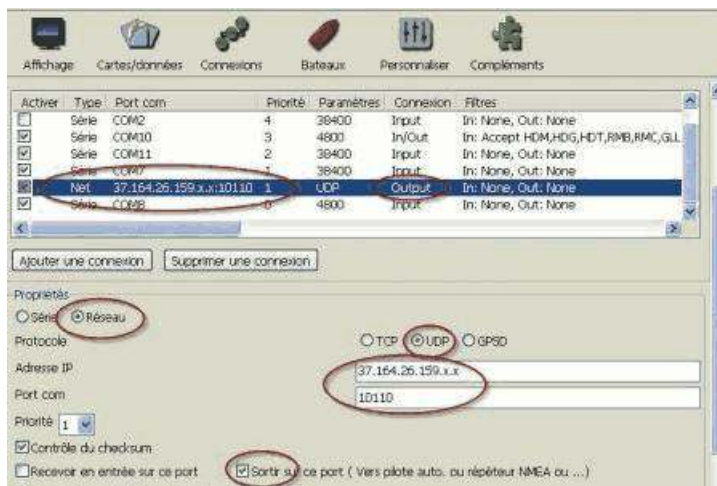 Affichage Cartes/données Connexions Bateaux Personnaliser Compléments
Activer Type Port com Priorité Paramètres Connexion Filtres
Série COM2 4 38400 Input In: None, Out: None
Série COM10 3 4800 In/Out In: Accept HDM,HDG,HDT,RMB,RMC,GLL
Série COM11 2 38400 Input In: None, Out: None
Série COM7 1 38400 Input In: None, Out: None
Net 37.164.26.159.x.x:10110 1 UDP Output In: None, Out: None
Série COM8 0 4800 Input In: None, Out: None
Ajouter une connexion Supprimer une connexion
Propriétés
Série Réseau
Protocole TCP UDP GPSD
Adresse IP 37.164.26.159.x.x
Port com 10110
Priorité 1
Contrôle du checksum
Recevoir en entrée sur ce port Sortir sur ce port ( Vers pilote auto. ou répéteur NMEA ou ...)